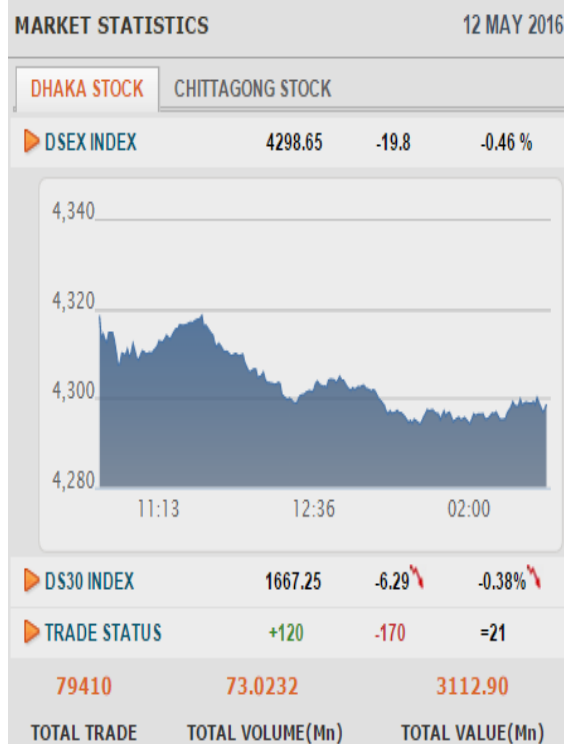 MARKET STATISTICS 12 MAY 2016
DHAKA STOCK CHITTAGONG STOCK
DSEX INDEX 4298.65 -19.8 -0.46 %
4,340
4,320
4,300
4,280
11:13 12:36 02:00
DS30 INDEX 1667.25 -6.29 -0.38%
TRADE STATUS +120 -170 =21
79410 73.0232 3112.90
TOTAL TRADE TOTAL VOLUME(Mn) TOTAL VALUE(Mn)